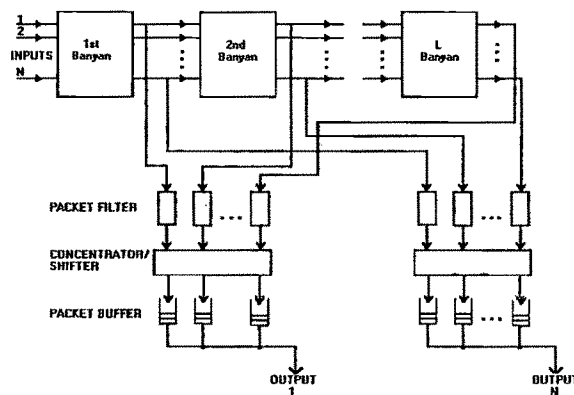 1
2
INPUTS
N
1st
Banyan
2nd
Banyan
L
Banyan
PACKET FILTER
CONCENTRATOR/
SHIFTER
PACKET BUFFER
OUTPUT
1
OUTPUT
N